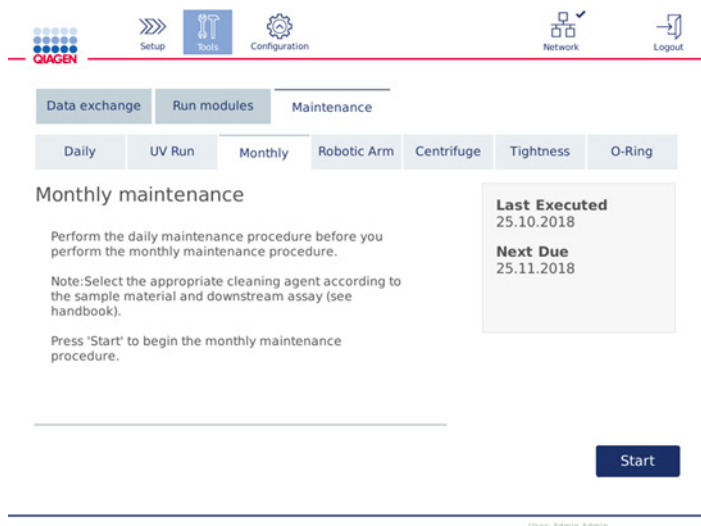 QIAGEN
Setup
Tools
Configuration
Network
Logout
Data exchange
Run modules
Maintenance
Daily
UV Run
Monthly
Robotic Arm
Centrifuge
Tightness
O-Ring
Monthly maintenance
Perform the daily maintenance procedure before you
perform the monthly maintenance procedure.
Note:Select the appropriate cleaning agent according to
the sample material and downstream assay (see
handbook).
Press 'Start' to begin the monthly maintenance
procedure.
Last Executed
25.10.2018
Next Due
25.11.2018
Start
User: Admin Admin